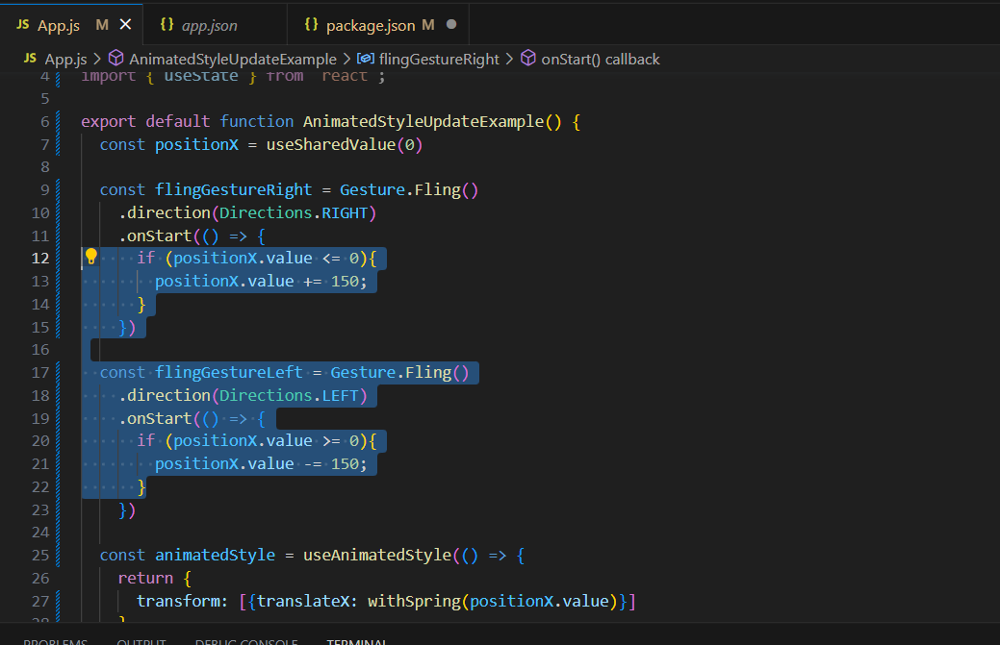 JS App.js M × {} app.json {} package.json M ●
JS App.js > AnimatedStyleUpdateExample > flingGestureRight > onStart() callback
4 import { useState } from 'react';
5
6 export default function AnimatedStyleUpdateExample() {
7 const positionX = useSharedValue(0)
8
9 const flingGestureRight = Gesture.Fling()
10 .direction(Directions.RIGHT)
11 .onStart(() => {
12 if (positionX.value <= 0){
13 positionX.value += 150;
14 }
15 })
16
17 const flingGestureLeft = Gesture.Fling()
18 .direction(Directions.LEFT)
19 .onStart(() => {
20 if (positionX.value >= 0){
21 positionX.value -= 150;
22 }
23 })
24
25 const animatedStyle = useAnimatedStyle(() => {
26 return {
27 transform: [{translateX: withSpring(positionX.value)}]
28 }
PROBLEMS OUTPUT DEBUG CONSOLE TERMINAL